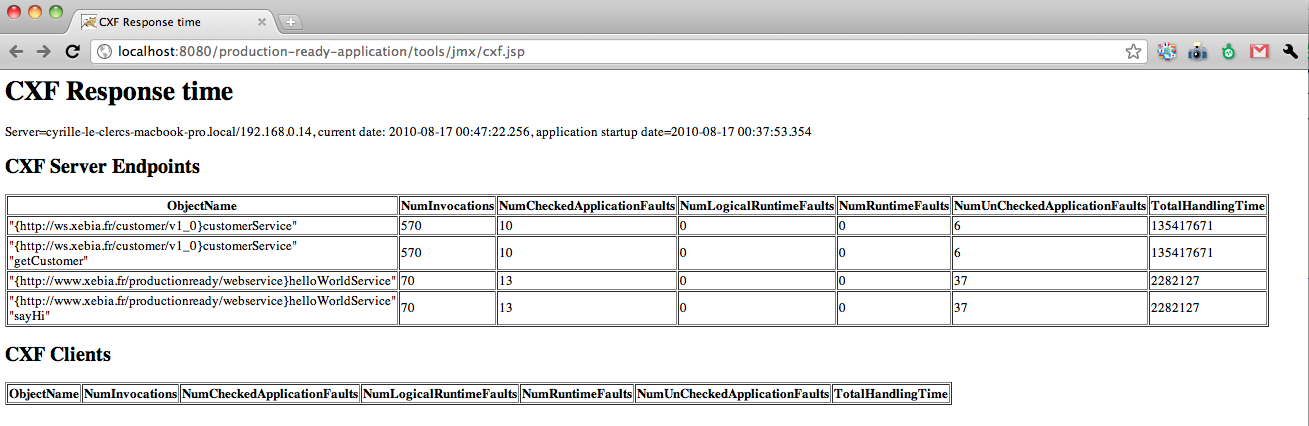 CXF Response time
localhost:8080/production-ready-application/tools/jmx/cxf.jsp
CXF Response time
Server=cyrille-le-clercs-macbook-pro.local/192.168.0.14, current date: 2010-08-17 00:47:22.256, application startup date=2010-08-17 00:37:53.354
CXF Server Endpoints
ObjectName NumInvocations NumCheckedApplicationFaults NumLogicalRuntimeFaults NumRuntimeFaults NumUnCheckedApplicationFaults TotalHandlingTime
"{http://ws.xebia.fr/customer/v1_0}customerService" 570 10 0 0 6 135417671
"{http://ws.xebia.fr/customer/v1_0}customerService"
"getCustomer" 570 10 0 0 6 135417671
"{http://www.xebia.fr/productionready/webservice}helloWorldService" 70 13 0 0 37 2282127
"{http://www.xebia.fr/productionready/webservice}helloWorldService"
"sayHi" 70 13 0 0 37 2282127
CXF Clients
ObjectName NumInvocations NumCheckedApplicationFaults NumLogicalRuntimeFaults NumRuntimeFaults NumUnCheckedApplicationFaults TotalHandlingTime